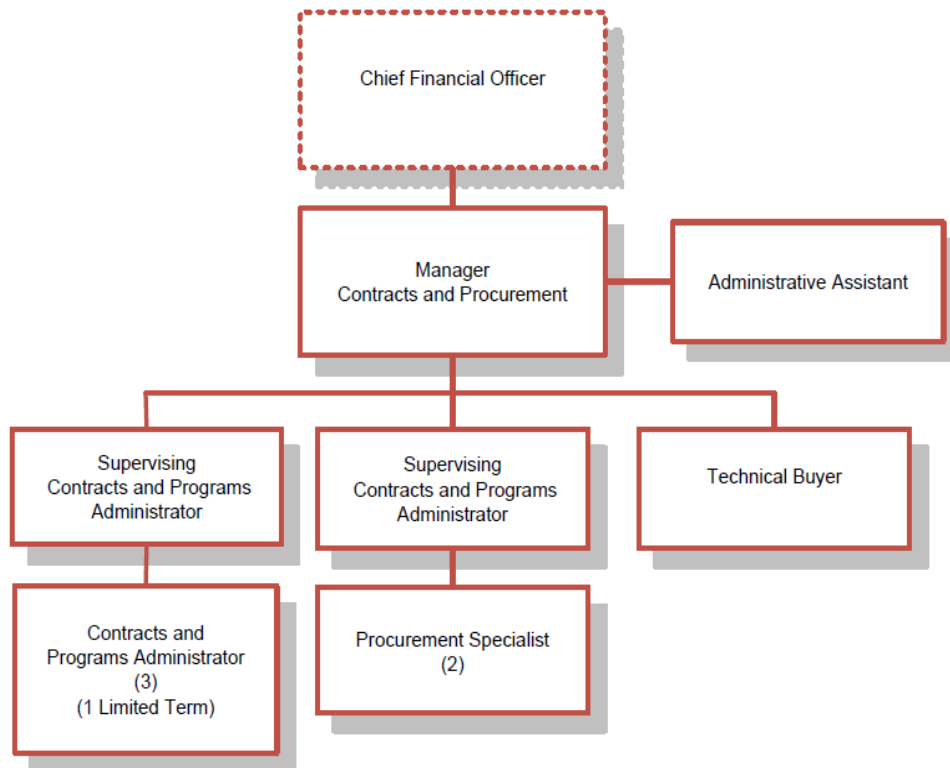 Chief Financial Officer
Manager
Contracts and Procurement
Administrative Assistant
Supervising
Contracts and Programs
Administrator
Supervising
Contracts and Programs
Administrator
Technical Buyer
Contracts and
Programs Administrator
(3)
(1 Limited Term)
Procurement Specialist
(2)